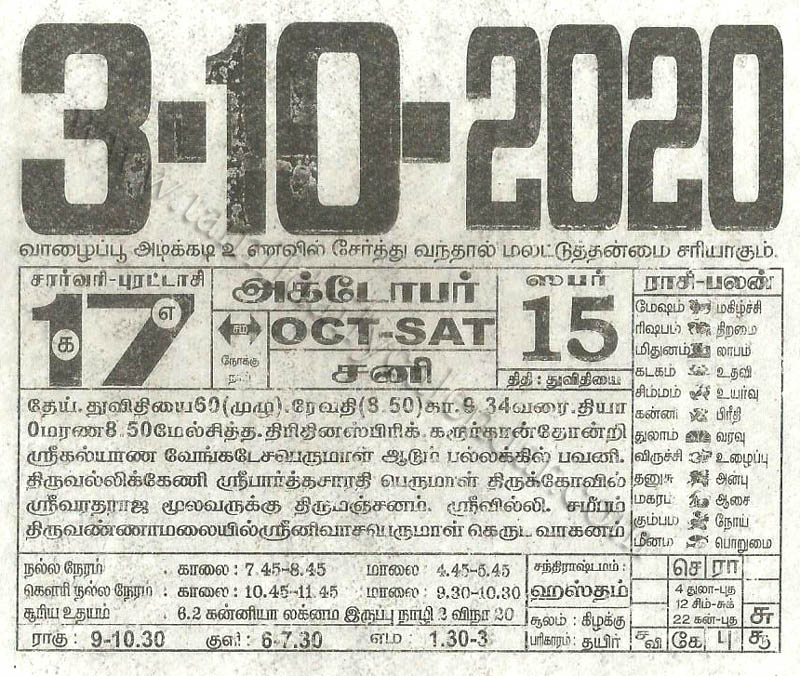 3-10-2020
வாழைப்பூ அடிக்கடி உணவில் சேர்த்து வந்தால் மலட்டுத்தன்மை சரியாகும்.
சார்வரி-புரட்டாசி
17
க எ
அக்டோபர்
OCT-SAT
சனி
சம
நோக்கு
நாள்
ஸபர்
15
திதி : துவிதியை
ராசி-பலன்
மேஷம் மகிழ்ச்சி
ரிஷபம் திறமை
மிதுனம் லாபம்
கடகம் உதவி
சிம்மம் உயர்வு
கன்னி பிரீதி
துலாம் வரவு
விருச்சி உழைப்பு
தனுசு அன்பு
மகரம் ஆசை
கும்பம் நோய்
மீனம் பொறுமை
தேய். துவிதியை60(முழு). ரேவதி(8.50)கா.9.34வரை. தியா
0மரண8.50மேல்சித்த. திரிதினஸ்பிரிக். கரூர்தான்தோன்றி
ஸ்ரீகல்யாண வேங்கடேசபெருமாள் ஆடும் பல்லக்கில் பவனி.
திருவல்லிக்கேணி ஸ்ரீபார்த்தசாரதி பெருமாள் திருக்கோவில்
ஸ்ரீவரதராஜ மூலவருக்கு திருமஞ்சனம். ஸ்ரீவில்லி. சமீபம்
திருவண்ணாமலையில்ஸ்ரீனிவாசபெருமாள் கெருட வாகனம்
நல்ல நேரம் . காலை : 7.45-8.45 மாலை : 4.45-5.45
கெளரி நல்ல நேரம் : காலை : 10.45-11.45 மாலை : 9.30-10.30
சூரிய உதயம் 6.2 கன்னியா லக்னம் இருப்பு நாழி 3 விநா 20
ராகு : 9-10.30 குளி : 6-7.30 எம : 1.30-3
சந்திராஷ்டமம் :
ஹஸ்தம்
சூலம் : கிழக்கு
பரிகாரம் : தயிர்
செ ரா
4 துலா-புத
12 சிம்-சுக்
22 கன்-புத
சு
சவி கே பு சூ